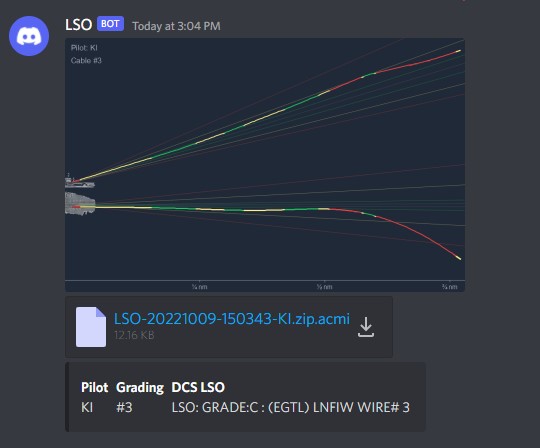 LSO BOT Today at 3:04 PM
Pilot: KI
Cable #3
¼ nm ½ nm ¾ nm
LSO-20221009-150343-KI.zip.acmi
12.16 KB
Pilot Grading DCS LSO
KI #3 LSO: GRADE:C : (EGTL) LNFIW WIRE# 3